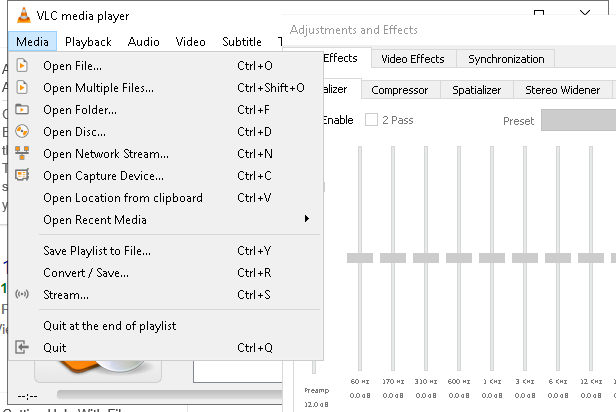 VLC media player
Adjustments and Effects
Media Playback Audio Video Subtitle
Effects Video Effects Synchronization
Compressor Spatializer Stereo Widener
Enable 2 Pass Preset
Open File... Ctrl+O
Open Multiple Files... Ctrl+Shift+O
Open Folder... Ctrl+F
Open Disc... Ctrl+D
Open Network Stream... Ctrl+N
Open Capture Device... Ctrl+C
Open Location from clipboard Ctrl+V
Open Recent Media
Save Playlist to File... Ctrl+Y
Convert / Save... Ctrl+R
Stream... Ctrl+S
Quit at the end of playlist
Quit Ctrl+Q
60 Hz 170 Hz 310 Hz 600 Hz 1 KHz 3 KHz 6 KHz 12 KHz
Preamp 0.0 dB 0.0 dB 0.0 dB 0.0 dB 0.0 dB 0.0 dB 0.0 dB 0.0 dB
12.0 dB
--:--